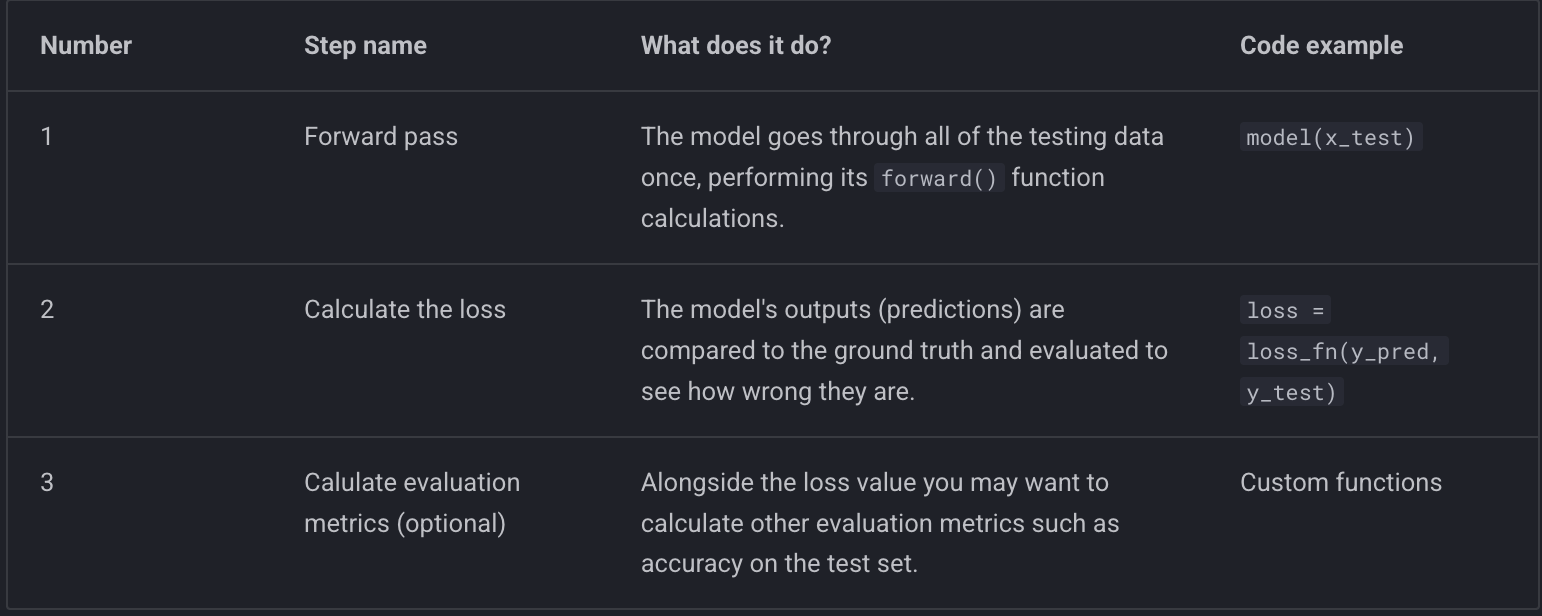 Number Step name What does it do? Code example
1 Forward pass The model goes through all of the testing data model(x_test)
once, performing its forward() function
calculations.
2 Calculate the loss The model's outputs (predictions) are loss =
compared to the ground truth and evaluated to loss_fn(y_pred,
see how wrong they are. y_test)
3 Calulate evaluation Alongside the loss value you may want to Custom functions
metrics (optional) calculate other evaluation metrics such as
accuracy on the test set.